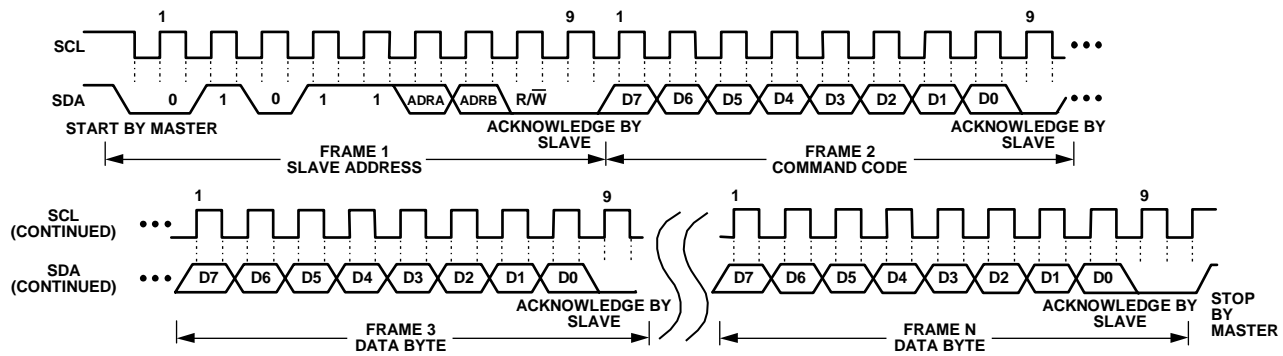 1 9 1 9
SCL
SDA 0 1 0 1 1 ADRA ADRB R/W̅ D7 D6 D5 D4 D3 D2 D1 D0
START BY MASTER ACKNOWLEDGE BY SLAVE ACKNOWLEDGE BY SLAVE
FRAME 1 SLAVE ADDRESS
FRAME 2 COMMAND CODE
1 9 1 9
SCL (CONTINUED)
SDA (CONTINUED) D7 D6 D5 D4 D3 D2 D1 D0 D7 D6 D5 D4 D3 D2 D1 D0
ACKNOWLEDGE BY SLAVE ACKNOWLEDGE BY SLAVE STOP BY MASTER
FRAME 3 DATA BYTE
FRAME N DATA BYTE